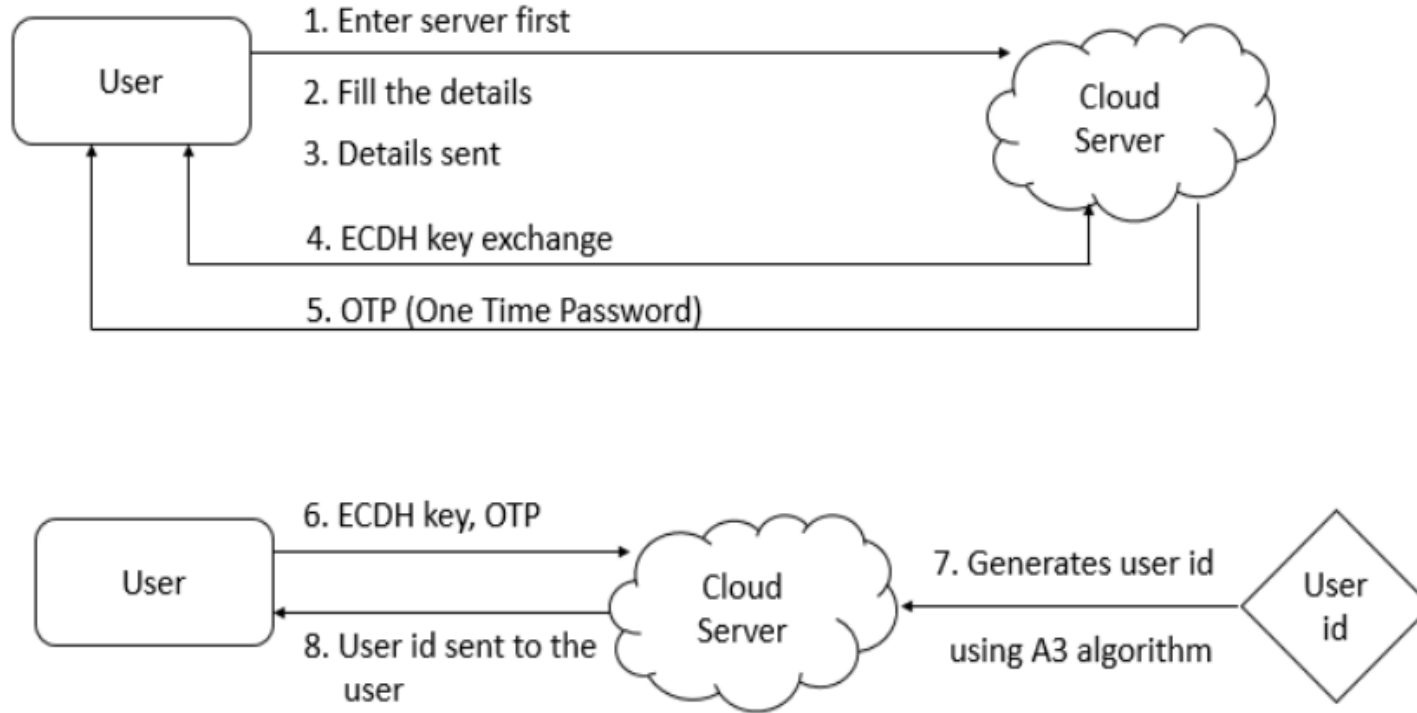 1. Enter server first
User
2. Fill the details
Cloud
Server
3. Details sent
4. ECDH key exchange
5. OTP (One Time Password)
6. ECDH key, OTP
User
Cloud
Server
7. Generates user id
using A3 algorithm
User
id
8. User id sent to the
user